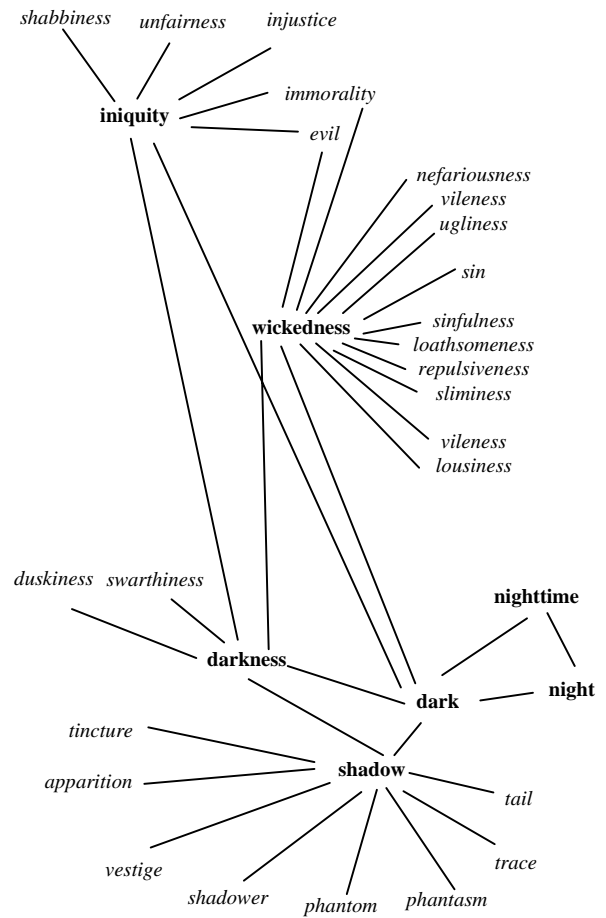 shabbiness
unfairness
injustice
immorality
iniquity
evil
nefariousness
vileness
ugliness
sin
sinfulness
wickedness
loathsomeness
repulsiveness
sliminess
vileness
lousiness
duskiness
swarthiness
nighttime
darkness
night
dark
tincture
shadow
apparition
tail
trace
vestige
shadower
phantom
phantasm